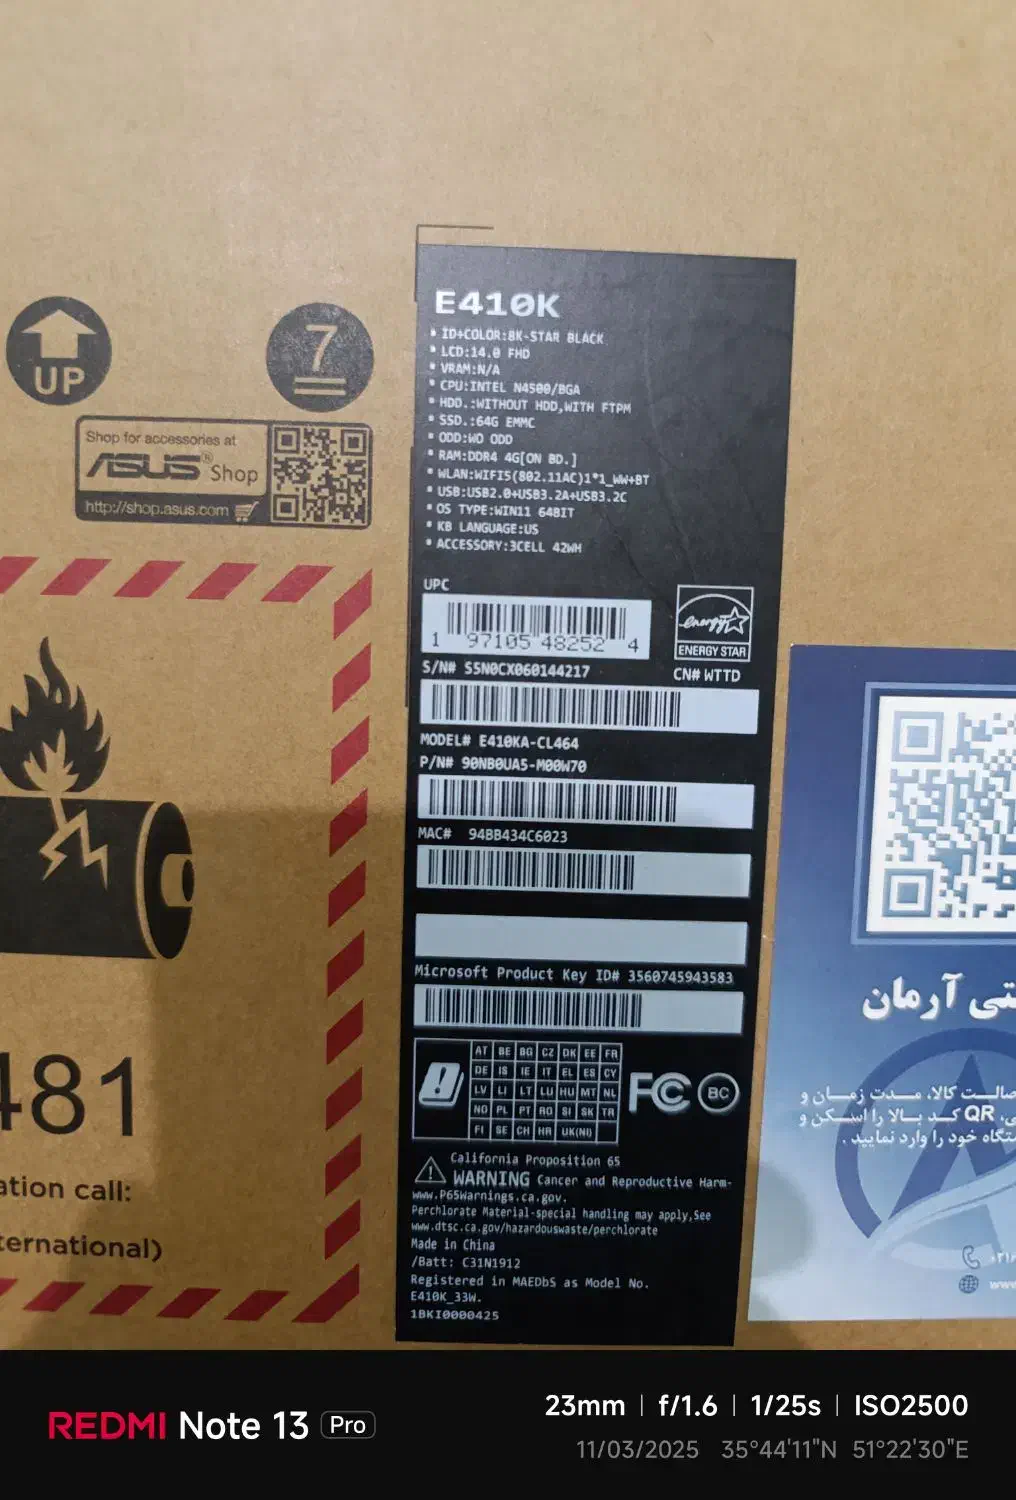 UP
7
Shop for accessories at
ASUS® Shop
http://shop.asus.com
E410K
• ID+COLOR:8K-STAR BLACK
• LCD:14.0 FHD
• VRAM:N/A
• CPU:INTEL N4500/BGA
• HDD.:WITHOUT HDD,WITH FTPM
• SSD.:64G EMMC
• ODD:WO ODD
• RAM:DDR4 4G[ON BD.]
• WLAN:WIFI5(802.11AC)1*1_WW+BT
• USB:USB2.0+USB3.2A+USB3.2C
• OS TYPE:WIN11 64BIT
• KB LANGUAGE:US
• ACCESSORY:3CELL 42WH
UPC
1 97105 48252 4
energy
ENERGY STAR
S/N# S5N0CX060144217
CN# WTTD
MODEL# E410KA-CL464
P/N# 90NB0UA5-M00W70
MAC# 94BB434C6023
Microsoft Product Key ID# 3560745943583
AT BE BG CZ DK EE FR
DE IS IE IT EL ES CY
LV LI LT LU HU MT NL
NO PL PT RO SI SK TR
FI SE CH HR UK(NI)
FC BC
California Proposition 65
WARNING Cancer and Reproductive Harm-
www.P65Warnings.ca.gov.
Perchlorate Material-special handling may apply,See
www.dtsc.ca.gov/hazardouswaste/perchlorate
Made in China
/Batt: C31N1912
Registered in MAEDbS as Model No.
E410K_33W.
1BKI0000425
481
ation call:
ternational)
آرمان
کالا، مدت زمان و
QR کد بالا را اسکن و
دستگاه خود را وارد نمایید.
REDMI Note 13 Pro
23mm | f/1.6 | 1/25s | ISO2500
11/03/2025 35°44'11"N 51°22'30"E